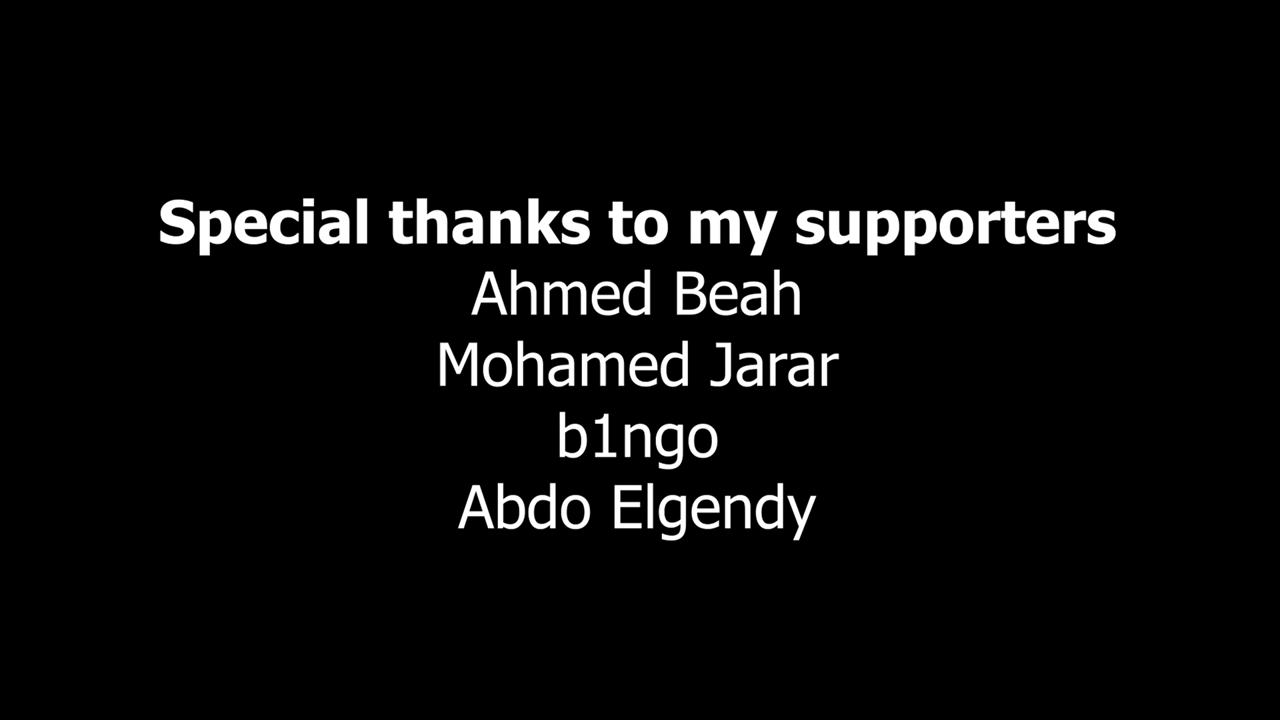 Special thanks to my supporters
Ahmed Beah
Mohamed Jarar
b1ngo
Abdo Elgendy